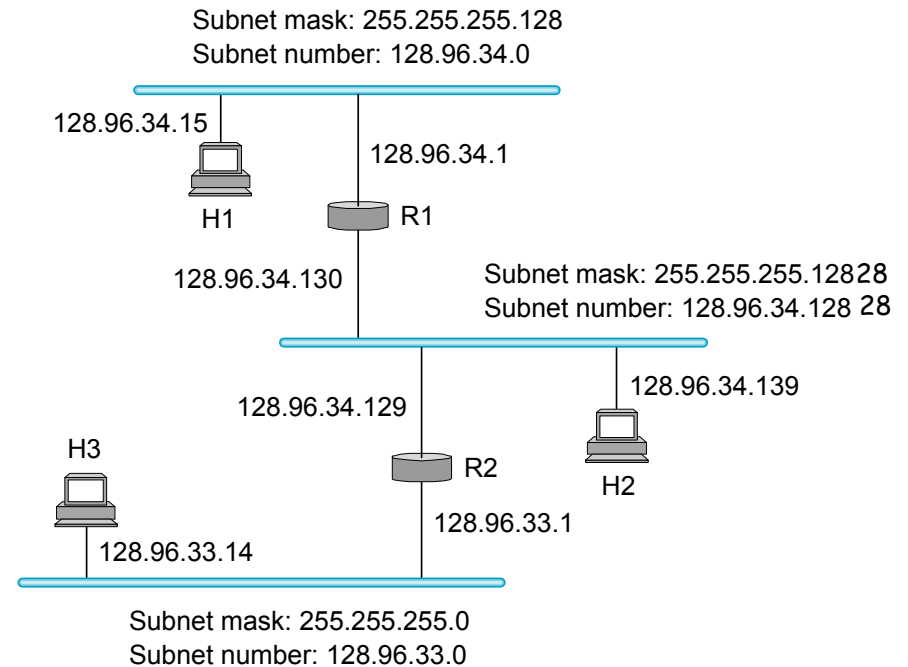 Subnet mask: 255.255.255.128
Subnet number: 128.96.34.0
128.96.34.15
128.96.34.1
H1
R1
128.96.34.130
Subnet mask: 255.255.255.12828
Subnet number: 128.96.34.128 28
128.96.34.139
128.96.34.129
H3
R2
H2
128.96.33.1
128.96.33.14
Subnet mask: 255.255.255.0
Subnet number: 128.96.33.0